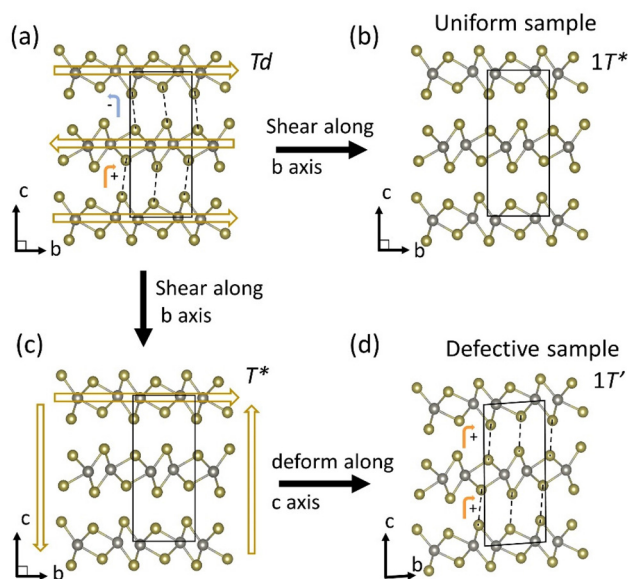 (a)
Td
-
+
c
b
Shear along
b axis
Uniform sample
(b)
1T*
c
b
Shear along
b axis
(c)
T*
c
b
deform along
c axis
Defective sample
(d)
1T′
+
+
c
b